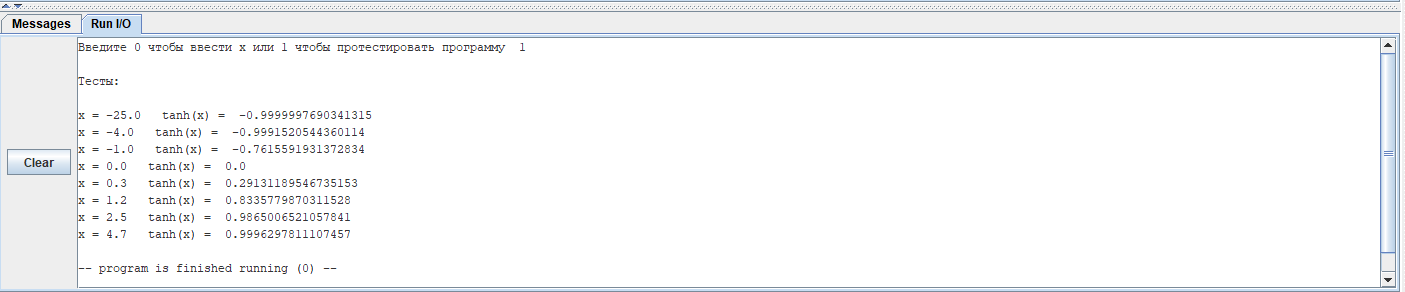 Messages Run I/O
Введите 0 чтобы ввести x или 1 чтобы протестировать программу 1
Тесты:
x = -25.0 tanh(x) = -0.9999997690341315
x = -4.0 tanh(x) = -0.9991520544360114
x = -1.0 tanh(x) = -0.7615591931372834
x = 0.0 tanh(x) = 0.0
Clear
x = 0.3 tanh(x) = 0.29131189546735153
x = 1.2 tanh(x) = 0.8335779870311528
x = 2.5 tanh(x) = 0.9865006521057841
x = 4.7 tanh(x) = 0.9996297811107457
-- program is finished running (0) --